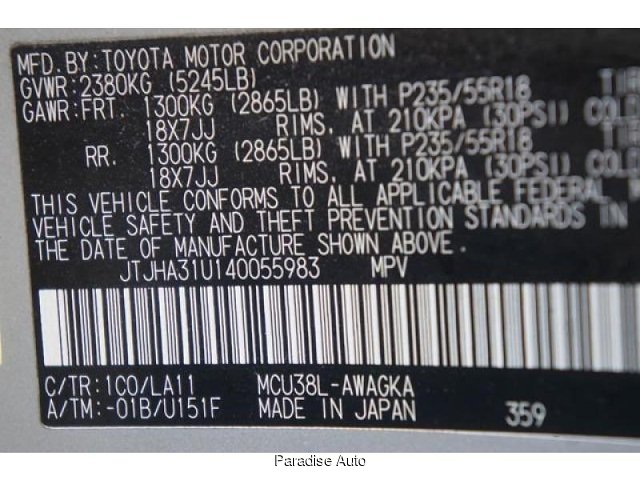 MFD. BY: TOYOTA MOTOR CORPORATION
GVWR: 2380KG (5245LB)
GAWR: FRT. 1300KG (2865LB) WITH P235/55R18
18X7JJ RIMS, AT 210KPA (30PSI) COLD
RR. 1300KG (2865LB) WITH P235/55R18
18X7JJ RIMS, AT 210KPA (30PSI)
THIS VEHICLE CONFORMS TO ALL APPLICABLE FEDERAL
VEHICLE SAFETY AND THEFT PREVENTION STANDARDS IN
THE DATE OF MANUFACTURE SHOWN ABOVE.
JTJHA31U140055983 MPV
C/TR: 1C0/LA11 MCU38L-AWAGKA
A/TM: -01B/U151F MADE IN JAPAN 359
Paradise Auto